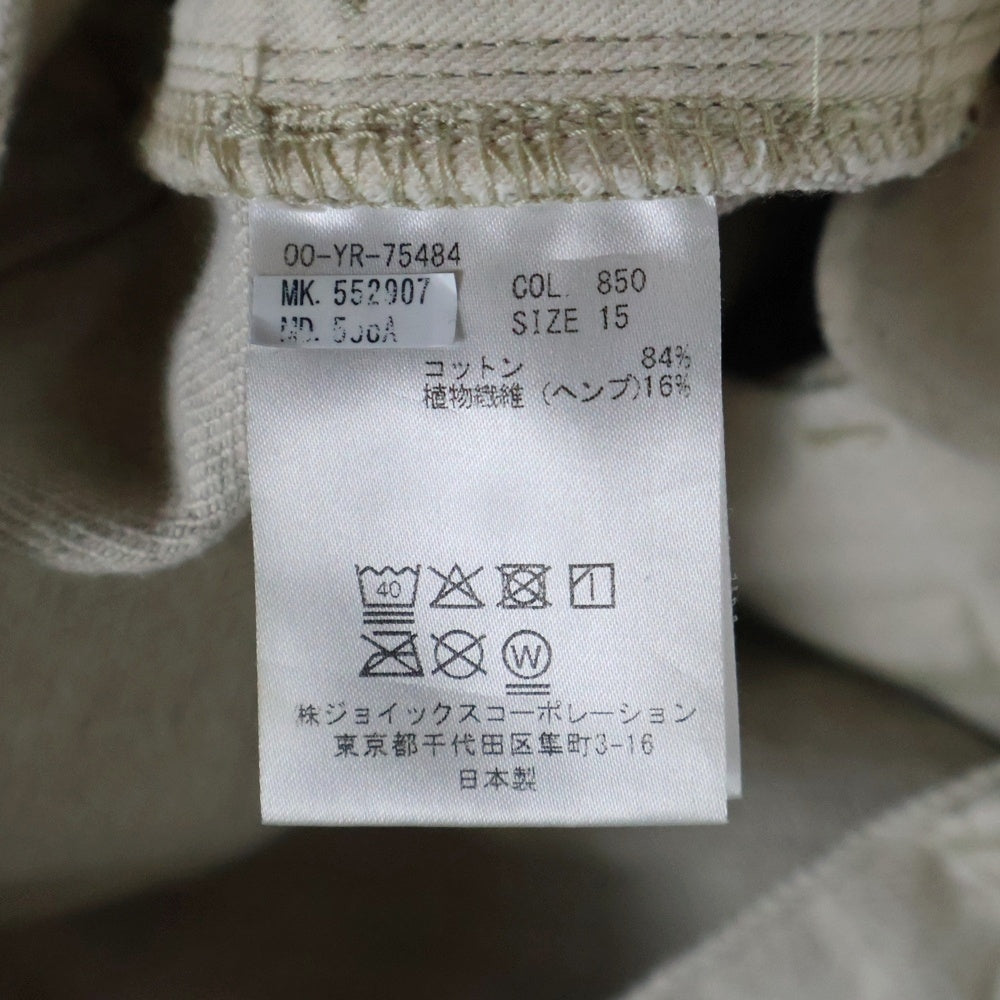 00-YR-75484
MK. 552907
MD.
COL. 850
SIZE 15
コットン 84%
植物繊維 (ヘンプ)16%
40
W
㈱ジョイックスコーポレーション
東京都千代田区隼町3-16
日本製